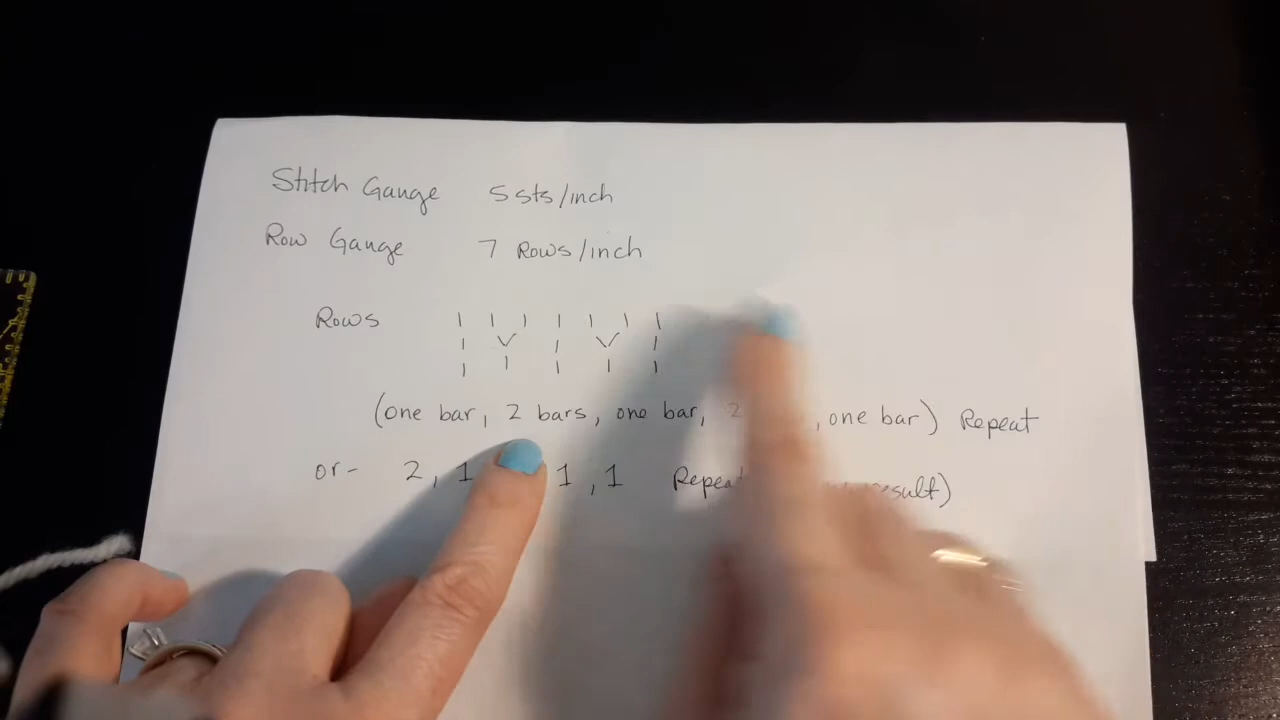 Stitch Gauge 5 sts/inch
Row Gauge 7 Rows/inch
Rows
(one bar, 2 bars, one bar, 2 , one bar) Repeat
or- 2, 1 1, 1 Repeat